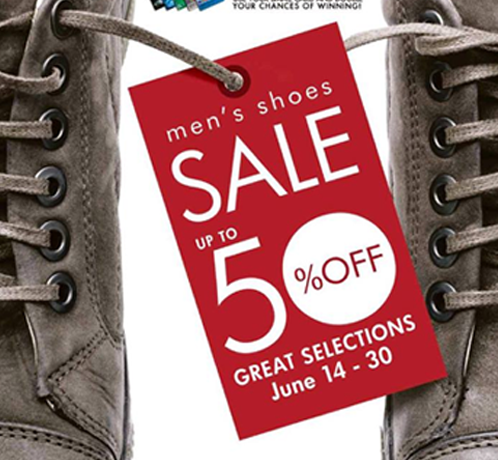 YOUR CHANCES OF WINNING!
men's shoes
SALE
UP TO
50
%OFF
GREAT SELECTIONS
June 14 - 30